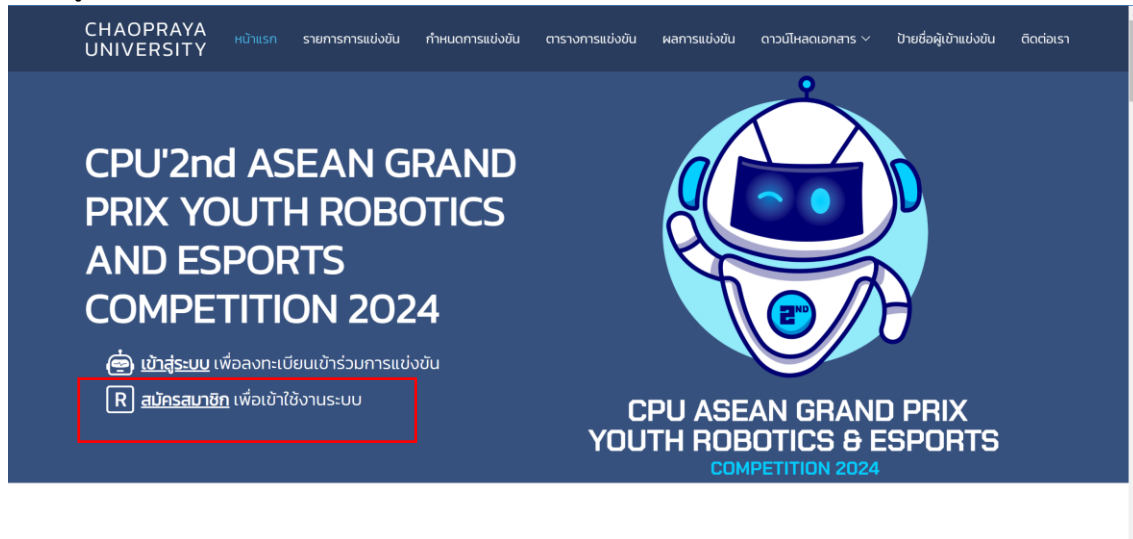 CHAOPRAYA
UNIVERSITY
หน้าแรก รายการการแข่งขัน กำหนดการแข่งขัน ตารางการแข่งขัน ผลการแข่งขัน ดาวน์โหลดเอกสาร ป้ายชื่อผู้เข้าแข่งขัน ติดต่อเรา
CPU'2nd ASEAN GRAND
PRIX YOUTH ROBOTICS
AND ESPORTS
COMPETITION 2024
เข้าสู่ระบบ เพื่อลงทะเบียนเข้าร่วมการแข่งขัน
R สมัครสมาชิก เพื่อเข้าใช้งานระบบ
2ND
CPU ASEAN GRAND PRIX
YOUTH ROBOTICS & ESPORTS
COMPETITION 2024